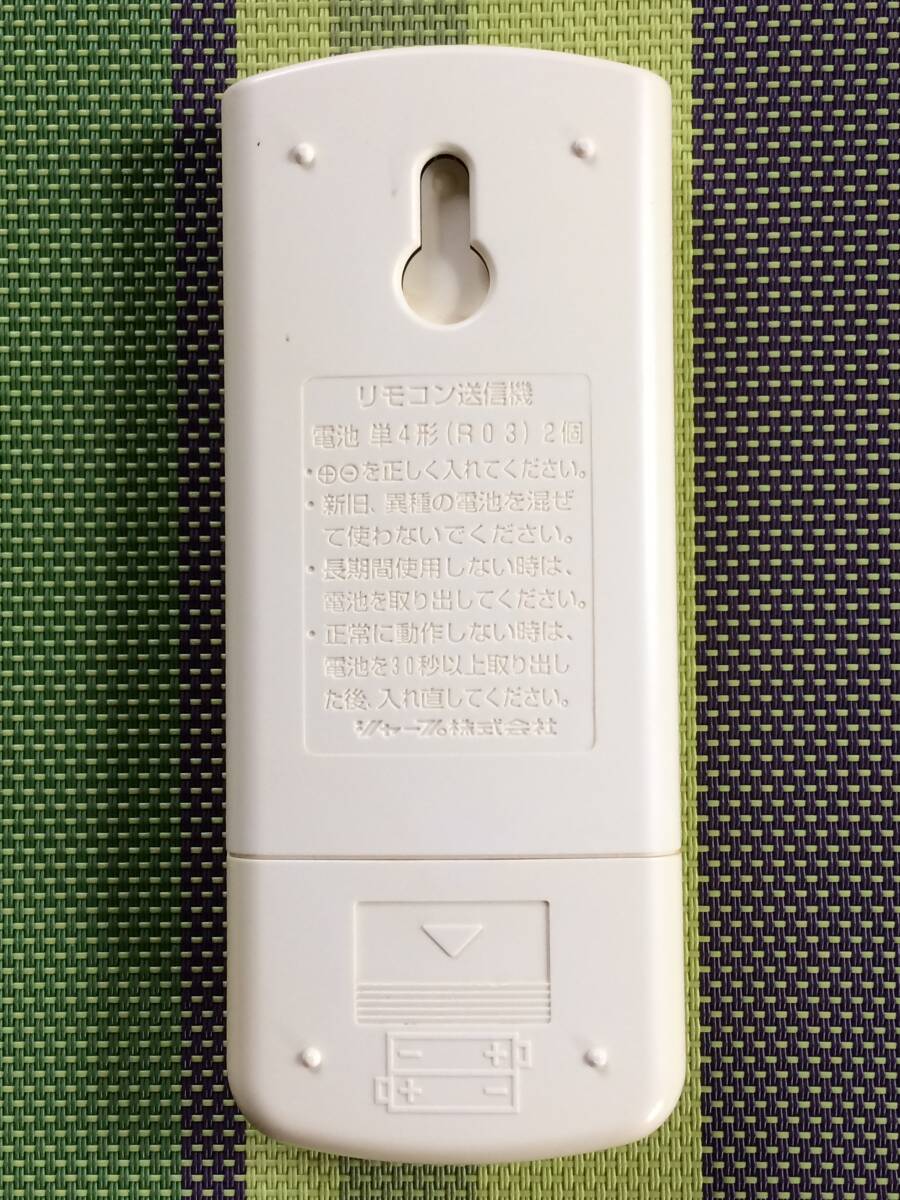 リモコン送信機
電池 単4形(R03)2個
・⊕⊖を正しく入れてください。
・新旧、異種の電池を混ぜ
て使わないでください。
・長期間使用しない時は、
電池を取り出してください。
・正常に動作しない時は、
電池を30秒以上取り出し
た後、入れ直してください。
シャープ株式会社
- +
+ -